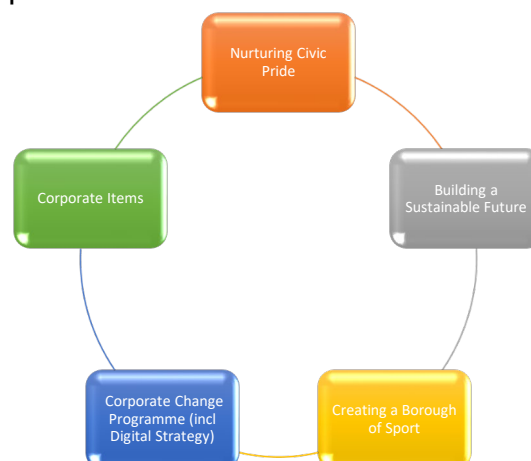 Nurturing Civic
Pride
Building a
Sustainable Future
Creating a Borough
of Sport
Corporate Change
Programme (incl
Digital Strategy)
Corporate Items